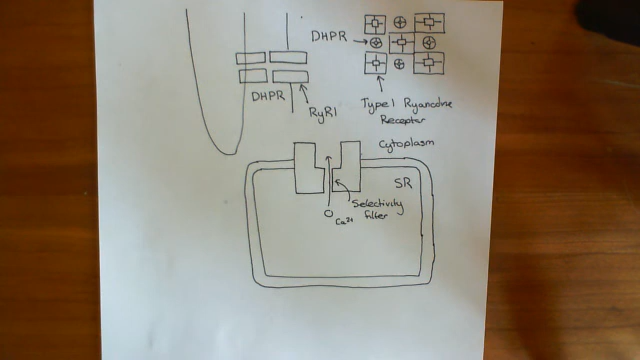 DHPR
DHPR
RyR1
Type 1 Ryanodine
Receptor
Cytoplasm
SR
Selectivity
filter
Ca²⁺